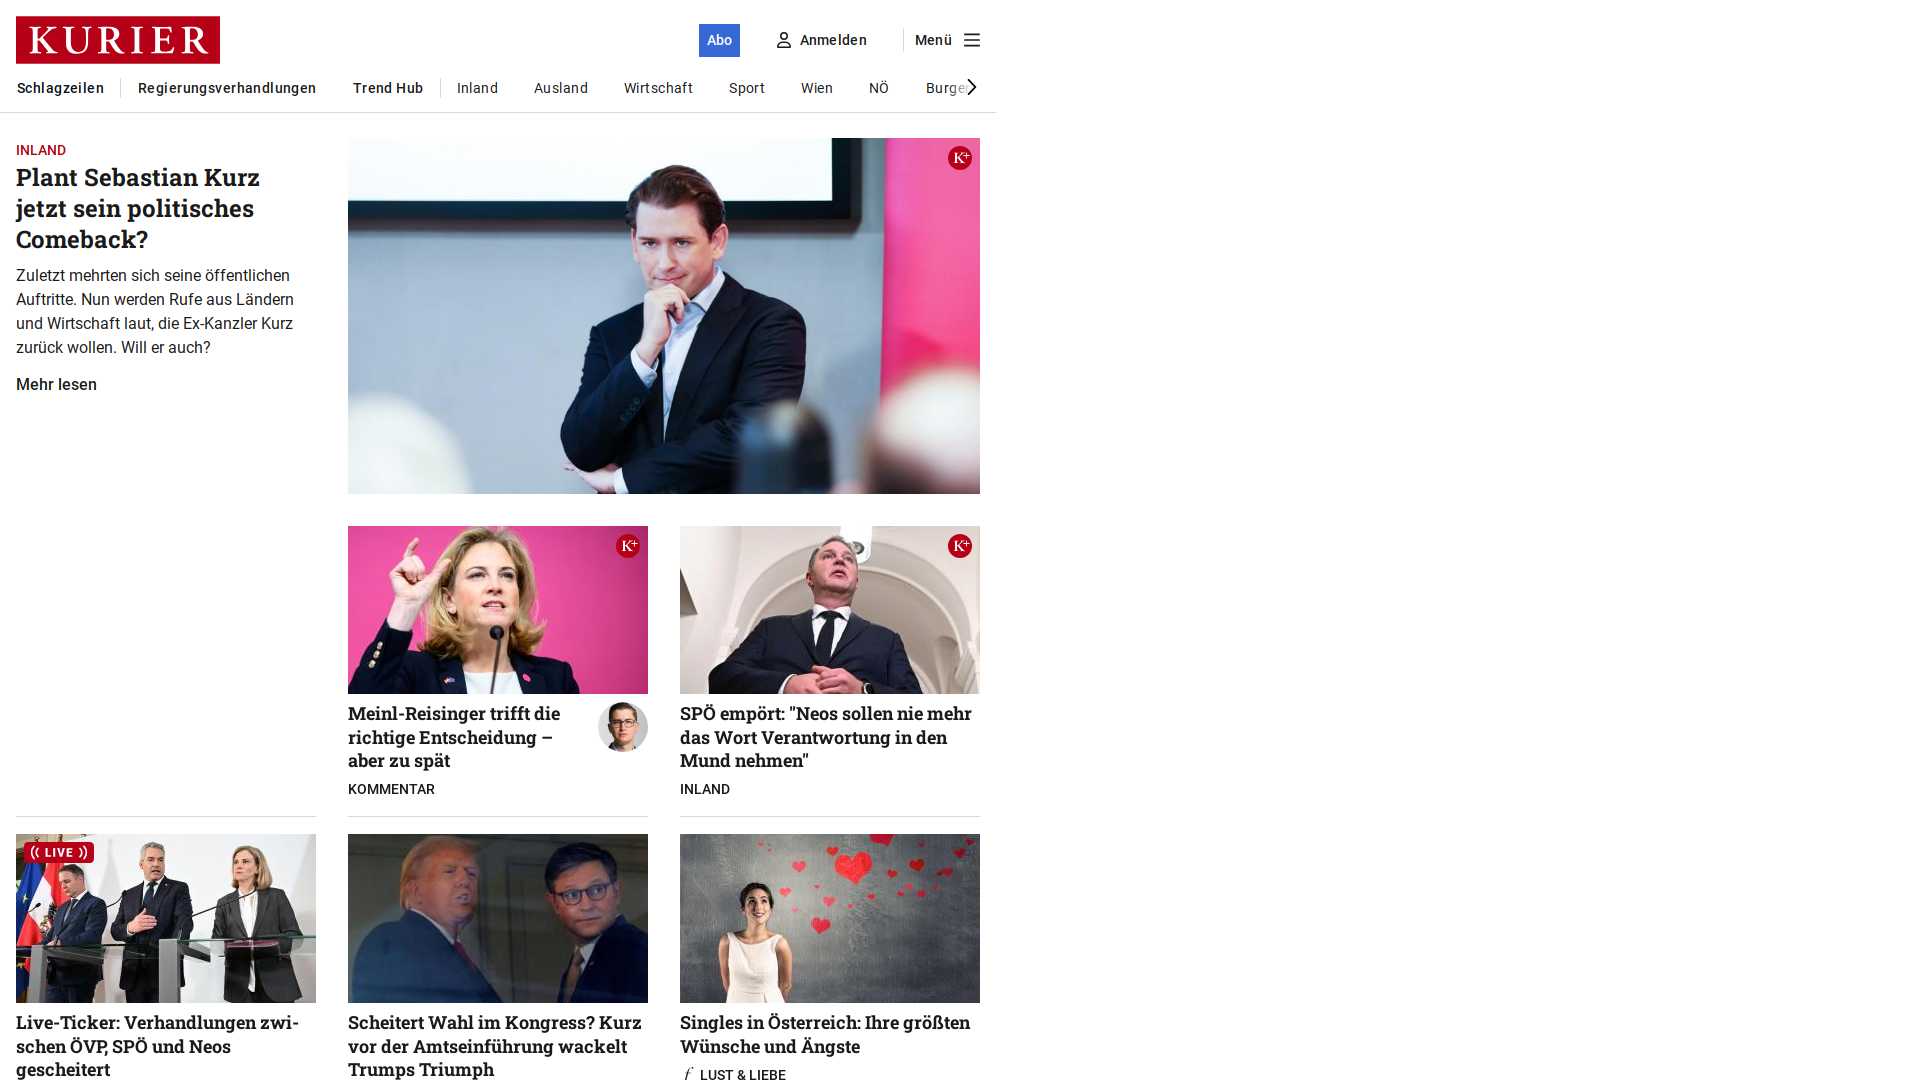 KURIER
Abo
Anmelden
Menü
Schlagzeilen
Regierungsverhandlungen
Trend Hub
Inland
Ausland
Wirtschaft
Sport
Wien
NÖ
INLAND
Plant Sebastian Kurz
jetzt sein politisches
Comeback?
Zuletzt mehrten sich seine öffentlichen
Auftritte. Nun werden Rufe aus Ländern
und Wirtschaft laut, die Ex-Kanzler Kurz
zurück wollen. Will er auch?
Mehr lesen
K+
K+
K+
Meinl-Reisinger trifft die
richtige Entscheidung –
aber zu spät
KOMMENTAR
SPÖ empört: "Neos sollen nie mehr
das Wort Verantwortung in den
Mund nehmen"
INLAND
LIVE
Live-Ticker: Verhandlungen zwi-
schen ÖVP, SPÖ und Neos
gescheitert
Scheitert Wahl im Kongress? Kurz
vor der Amtseinführung wackelt
Trumps Triumph
Singles in Österreich: Ihre größten
Wünsche und Ängste
f LUST & LIEBE